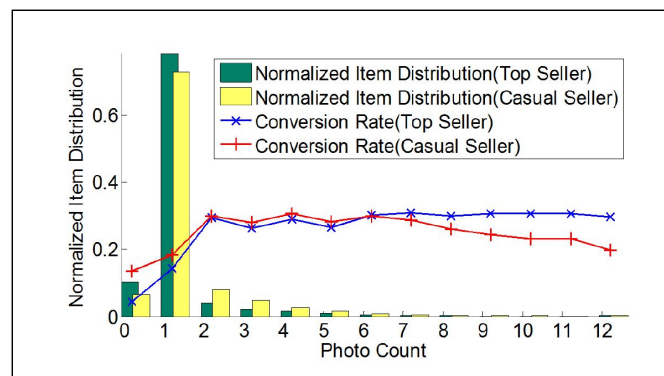 Normalized Item Distribution(Top Seller)
Normalized Item Distribution(Casual Seller)
Conversion Rate(Top Seller)
Conversion Rate(Casual Seller)
Normalized Item Distribution
0.6
0.4
0.2
0
0 1 2 3 4 5 6 7 8 9 10 11 12
Photo Count